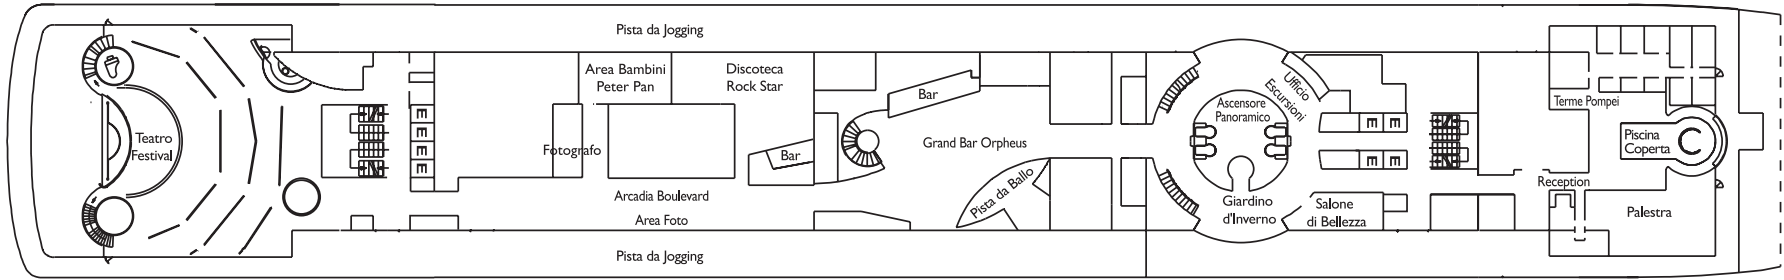 Pista da Jogging
Teatro
Festival
Fotografo
Area Bambini
Peter Pan
Discoteca
Rock Star
Bar
Bar
Arcadia Boulevard
Area Foto
Grand Bar Orpheus
Pista da Ballo
Ascensore
Panoramico
Ufficio
Escursioni
Giardino
d'Inverno
Salone
di Bellezza
Terme Pompei
Piscina
Coperta
Reception
Palestra
Pista da Jogging
E
E
E
E
E
E
E
E